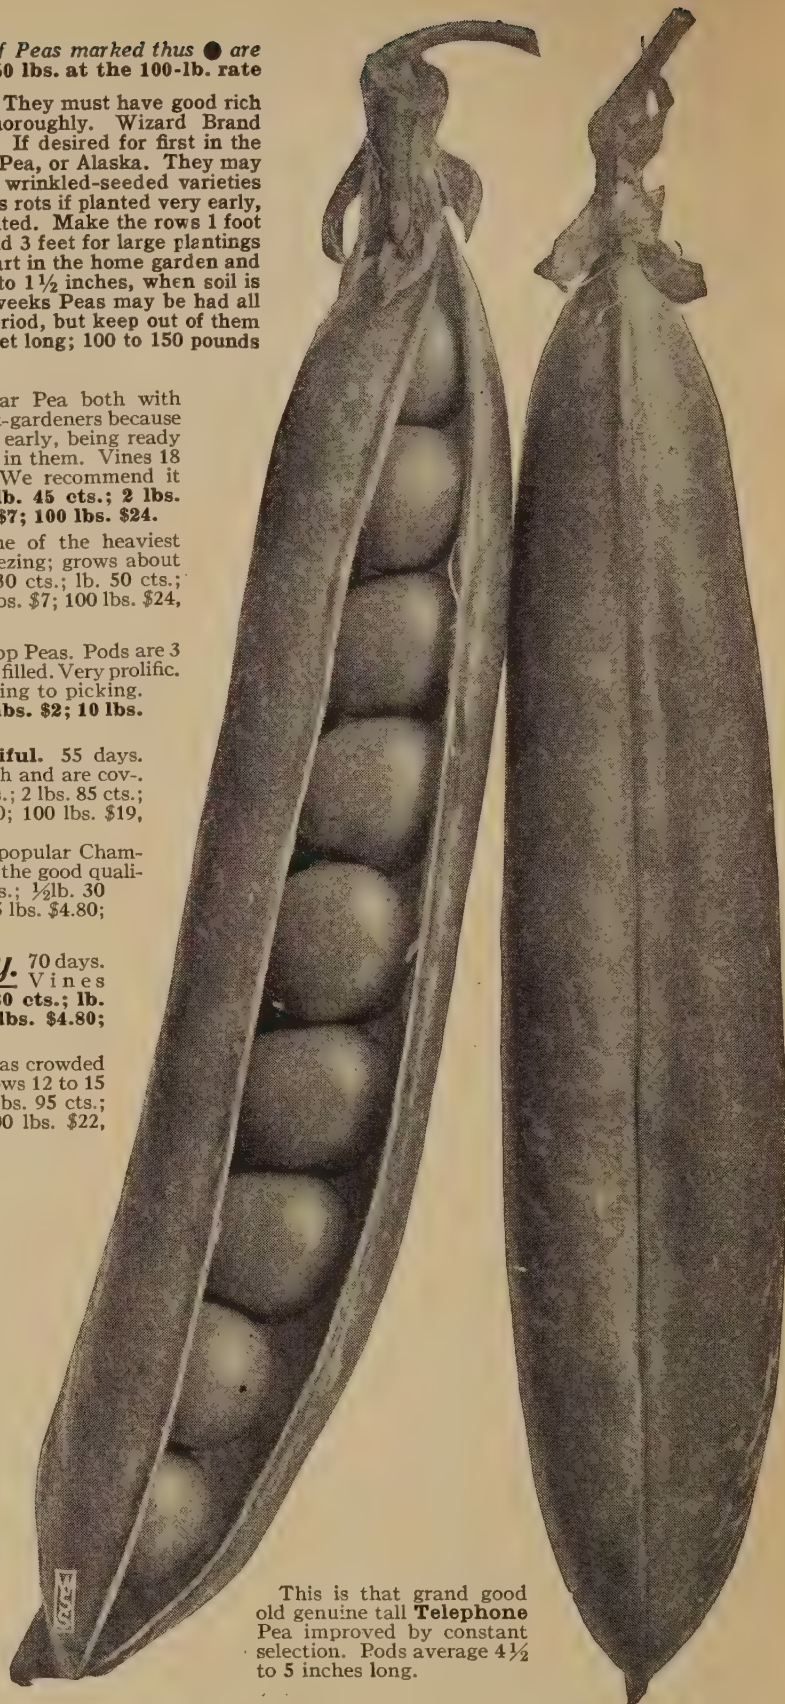 f Peas marked thus ● are
50 lbs. at the 100-lb. rate
They must have good rich
horoughly. Wizard Brand
If desired for first in the
Pea, or Alaska. They may
wrinkled-seeded varieties
s rots if planted very early,
ted. Make the rows 1 foot
d 3 feet for large plantings
art in the home garden and
to 1½ inches, when soil is
weeks Peas may be had all
riod, but keep out of them
et long; 100 to 150 pounds
ar Pea both with
-gardeners because
early, being ready
in them. Vines 18
We recommend it
lb. 45 cts.; 2 lbs.
$7; 100 lbs. $24.
ne of the heaviest
ezing; grows about
30 cts.; lb. 50 cts.;
bs. $7; 100 lbs. $24,
op Peas. Pods are 3
filled. Very prolific.
ing to picking.
lbs. $2; 10 lbs.
iful. 55 days.
h and are cov-.
s.; 2 lbs. 85 cts.;
0; 100 lbs. $19,
popular Cham-
the good quali-
s.; ½lb. 30
5 lbs. $4.80;
y. 70 days.
Vines
30 cts.; lb.
lbs. $4.80;
as crowded
ws 12 to 15
bs. 95 cts.;
00 lbs. $22,
This is that grand good
old genuine tall Telephone
Pea improved by constant
selection. Pods average 4½
to 5 inches long.